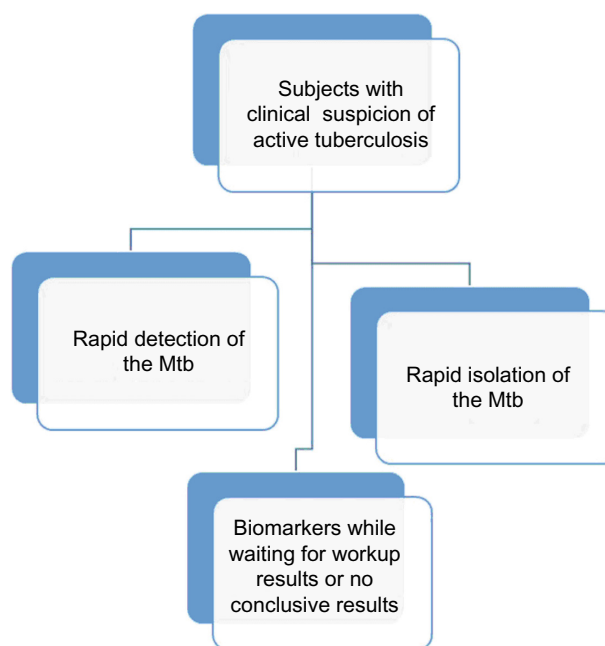 Subjects with
clinical suspicion of
active tuberculosis
Rapid detection of
the Mtb
Rapid isolation of
the Mtb
Biomarkers while
waiting for workup
results or no
conclusive results